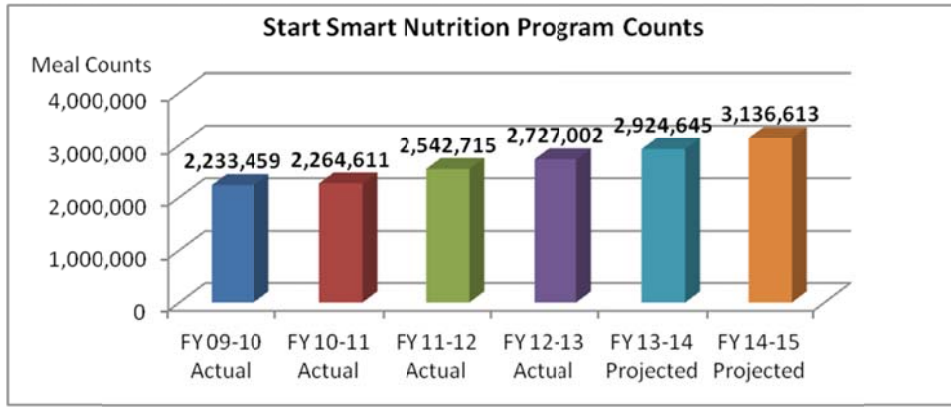 Start Smart Nutrition Program Counts
Meal Counts
4,000,000
3,000,000
2,000,000
1,000,000
0
2,233,459
2,264,611
2,542,715
2,727,002
2,924,645
3,136,613
FY 09-10
Actual
FY 10-11
Actual
FY 11-12
Actual
FY 12-13
Actual
FY 13-14
Projected
FY 14-15
Projected